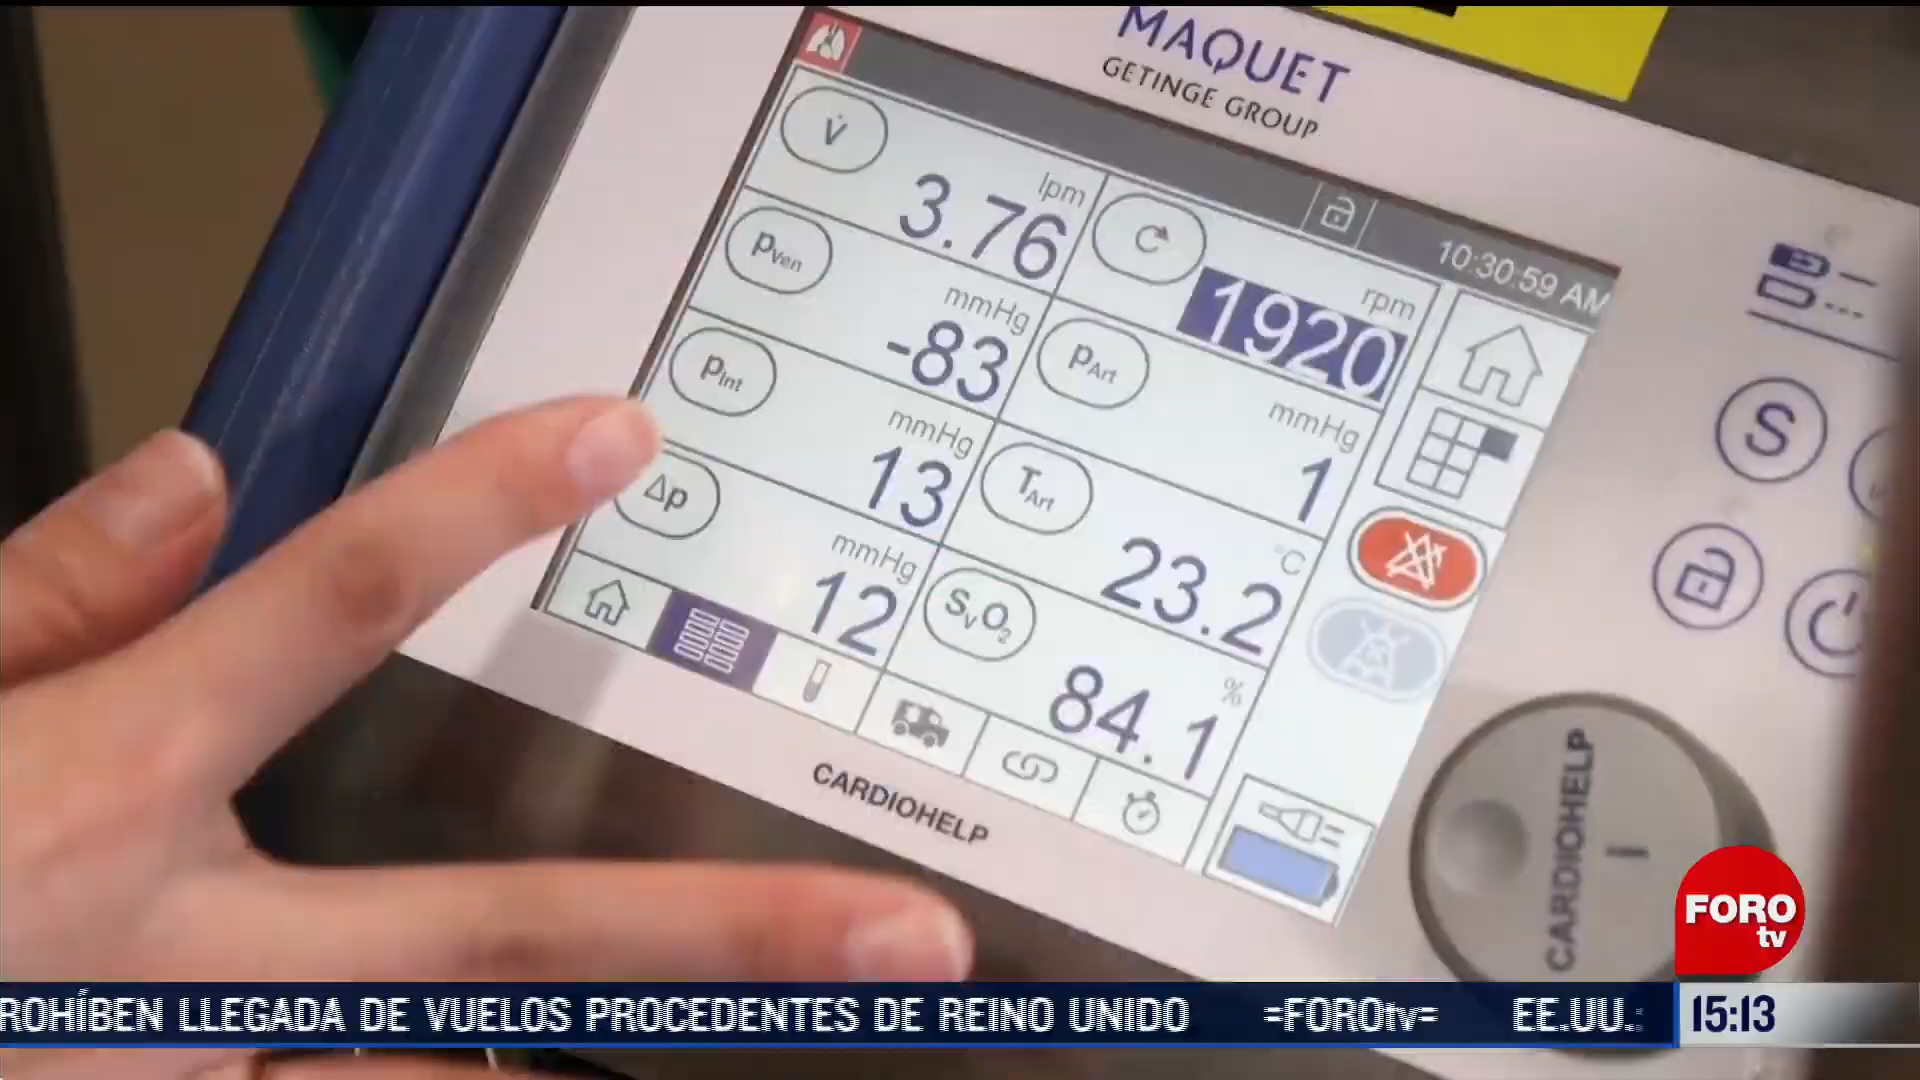 MAQUET
GETINGE GROUP
10:30:59 AM
V̇
lpm
3.76
rpm
1920
pVen
mmHg
-83
pArt
mmHg
1
pInt
mmHg
13
TArt
°C
23.2
Δp
mmHg
12
SvO2
%
84.1
S
CARDIOHELP
CARDIOHELP
FORO
tv
ROHÍBEN LLEGADA DE VUELOS PROCEDENTES DE REINO UNIDO =FOROtv= EE.UU.:
15:13